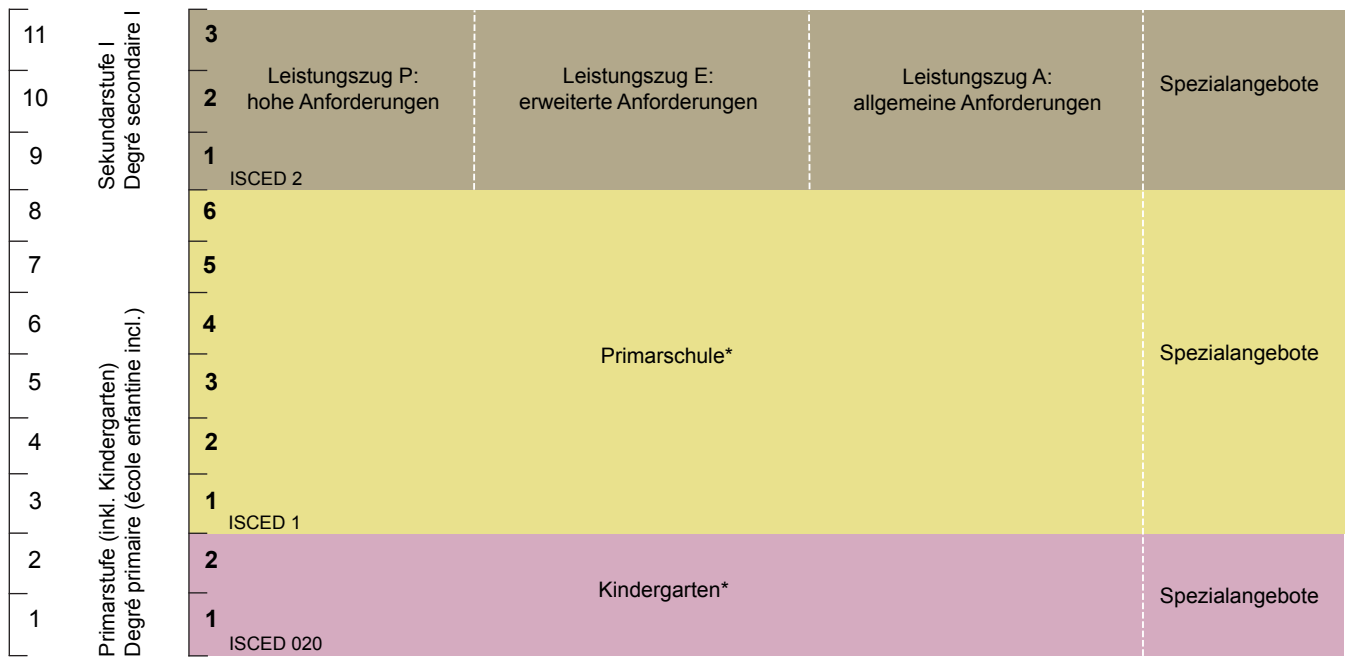 11
10
9
8
7
6
5
4
3
2
1
Sekundarstufe I
Degré secondaire I
Primarstufe (inkl. Kindergarten)
Degré primaire (école enfantine incl.)
3
2
1
ISCED 2
Leistungszug P:
hohe Anforderungen
Leistungszug E:
erweiterte Anforderungen
Leistungszug A:
allgemeine Anforderungen
Spezialangebote
6
5
4
3
2
1
ISCED 1
Primarschule*
Spezialangebote
2
1
ISCED 020
Kindergarten*
Spezialangebote